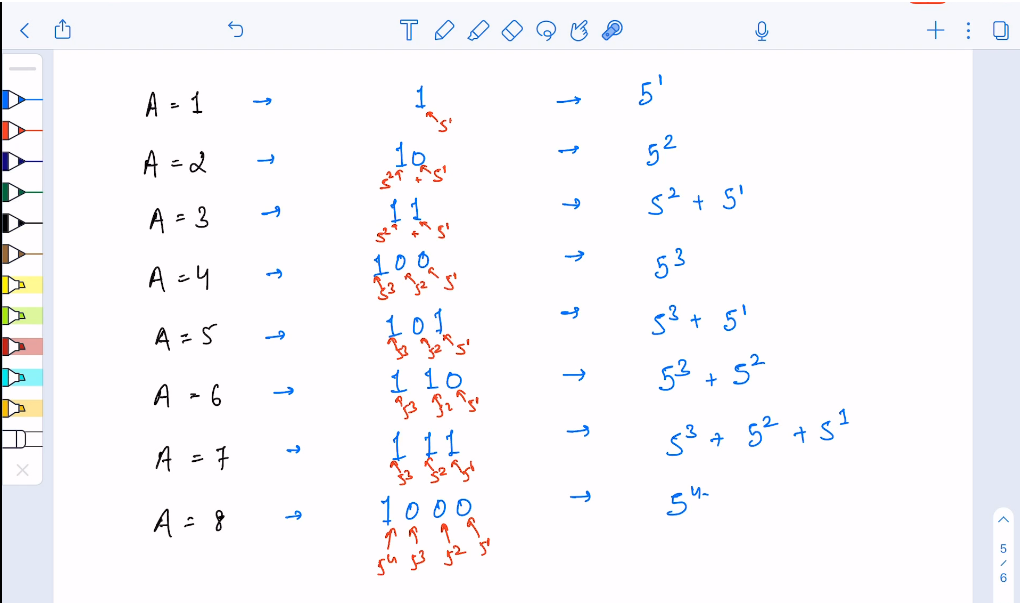 T
A = 1 → 1 → 5¹
5¹
A = 2 → 10 → 5²
5² + 5¹
A = 3 → 11 → 5² + 5¹
5² + 5¹
A = 4 → 100 → 5³
5³ 5² 5¹
A = 5 → 101 → 5³ + 5¹
5³ 5² 5¹
A = 6 → 110 → 5³ + 5²
5³ 5² 5¹
A = 7 → 111 → 5³ + 5² + 5¹
5³ 5² 5¹
A = 8 → 1000 → 5⁴
5⁴ 5³ 5² 5¹
5
/
6